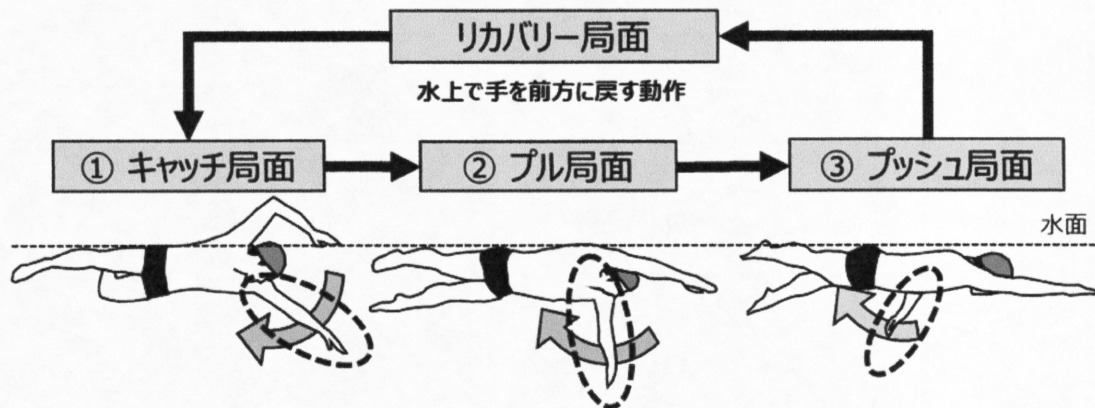 リカバリー局面
水上で手を前方に戻す動作
① キャッチ局面
② プル局面
③ プッシュ局面
水面